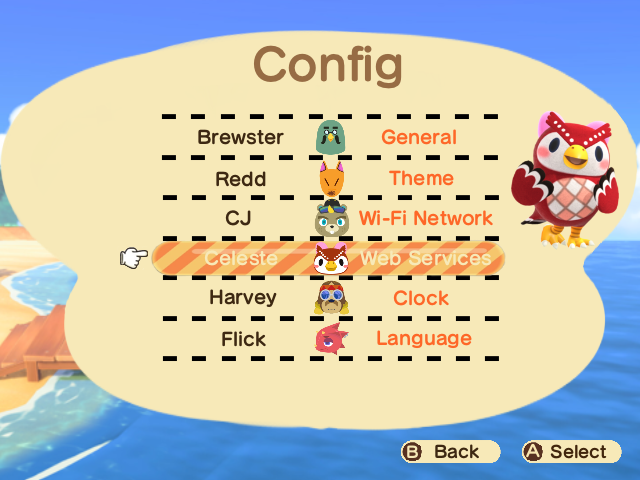 Config
Brewster General
Redd Theme
CJ Wi-Fi Network
Celeste Web Services
Harvey Clock
Flick Language
B Back A Select